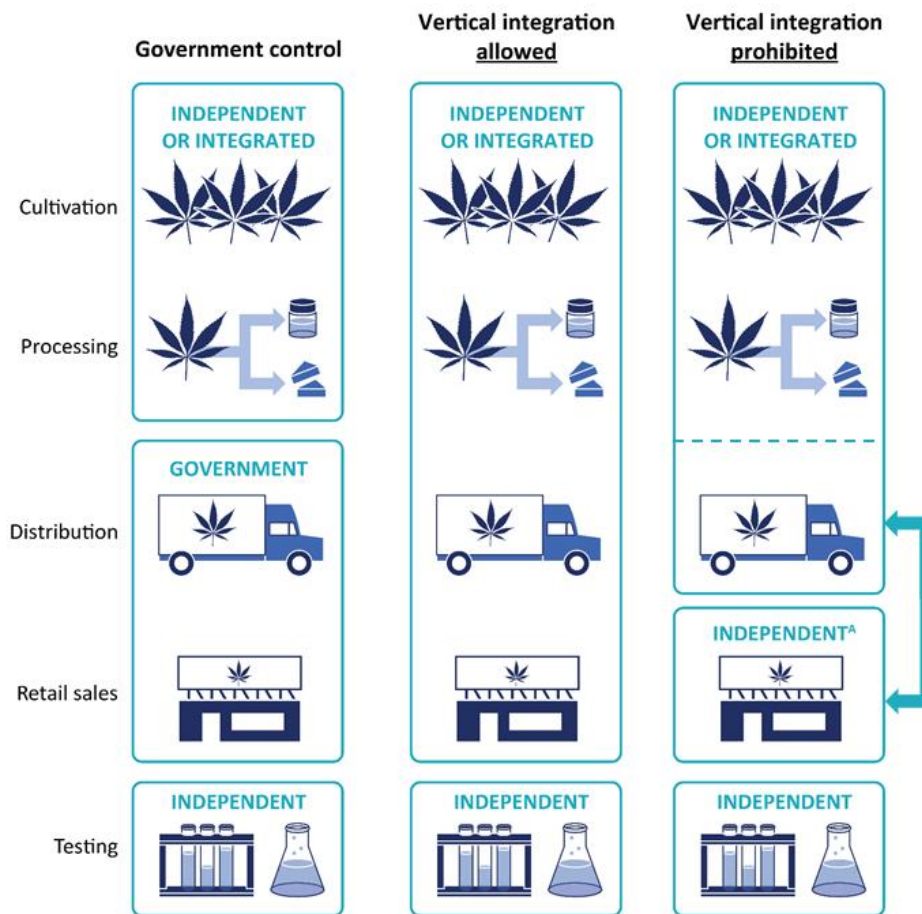 Government control
Vertical integration
allowed
Vertical integration
prohibited
INDEPENDENT
OR INTEGRATED
INDEPENDENT
OR INTEGRATED
INDEPENDENT
OR INTEGRATED
Cultivation
Processing
GOVERNMENT
Distribution
INDEPENDENTᴬ
Retail sales
INDEPENDENT
INDEPENDENT
INDEPENDENT
Testing